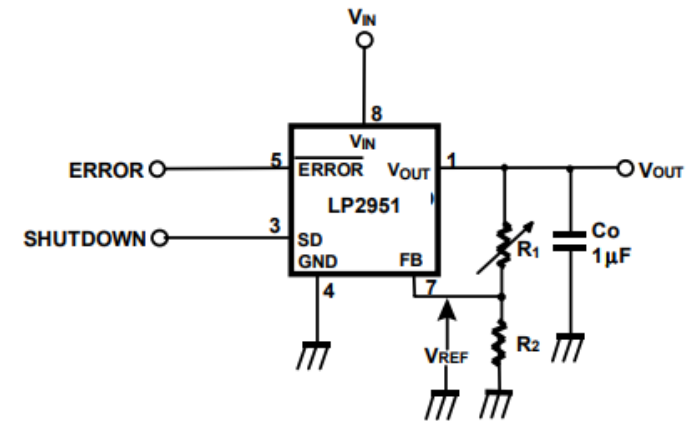 VIN
8
VIN
ERROR
5
ERROR
VOUT
1
VOUT
LP2951
SHUTDOWN
3
SD
GND
FB
4
7
R1
Co
1µF
VREF
R2